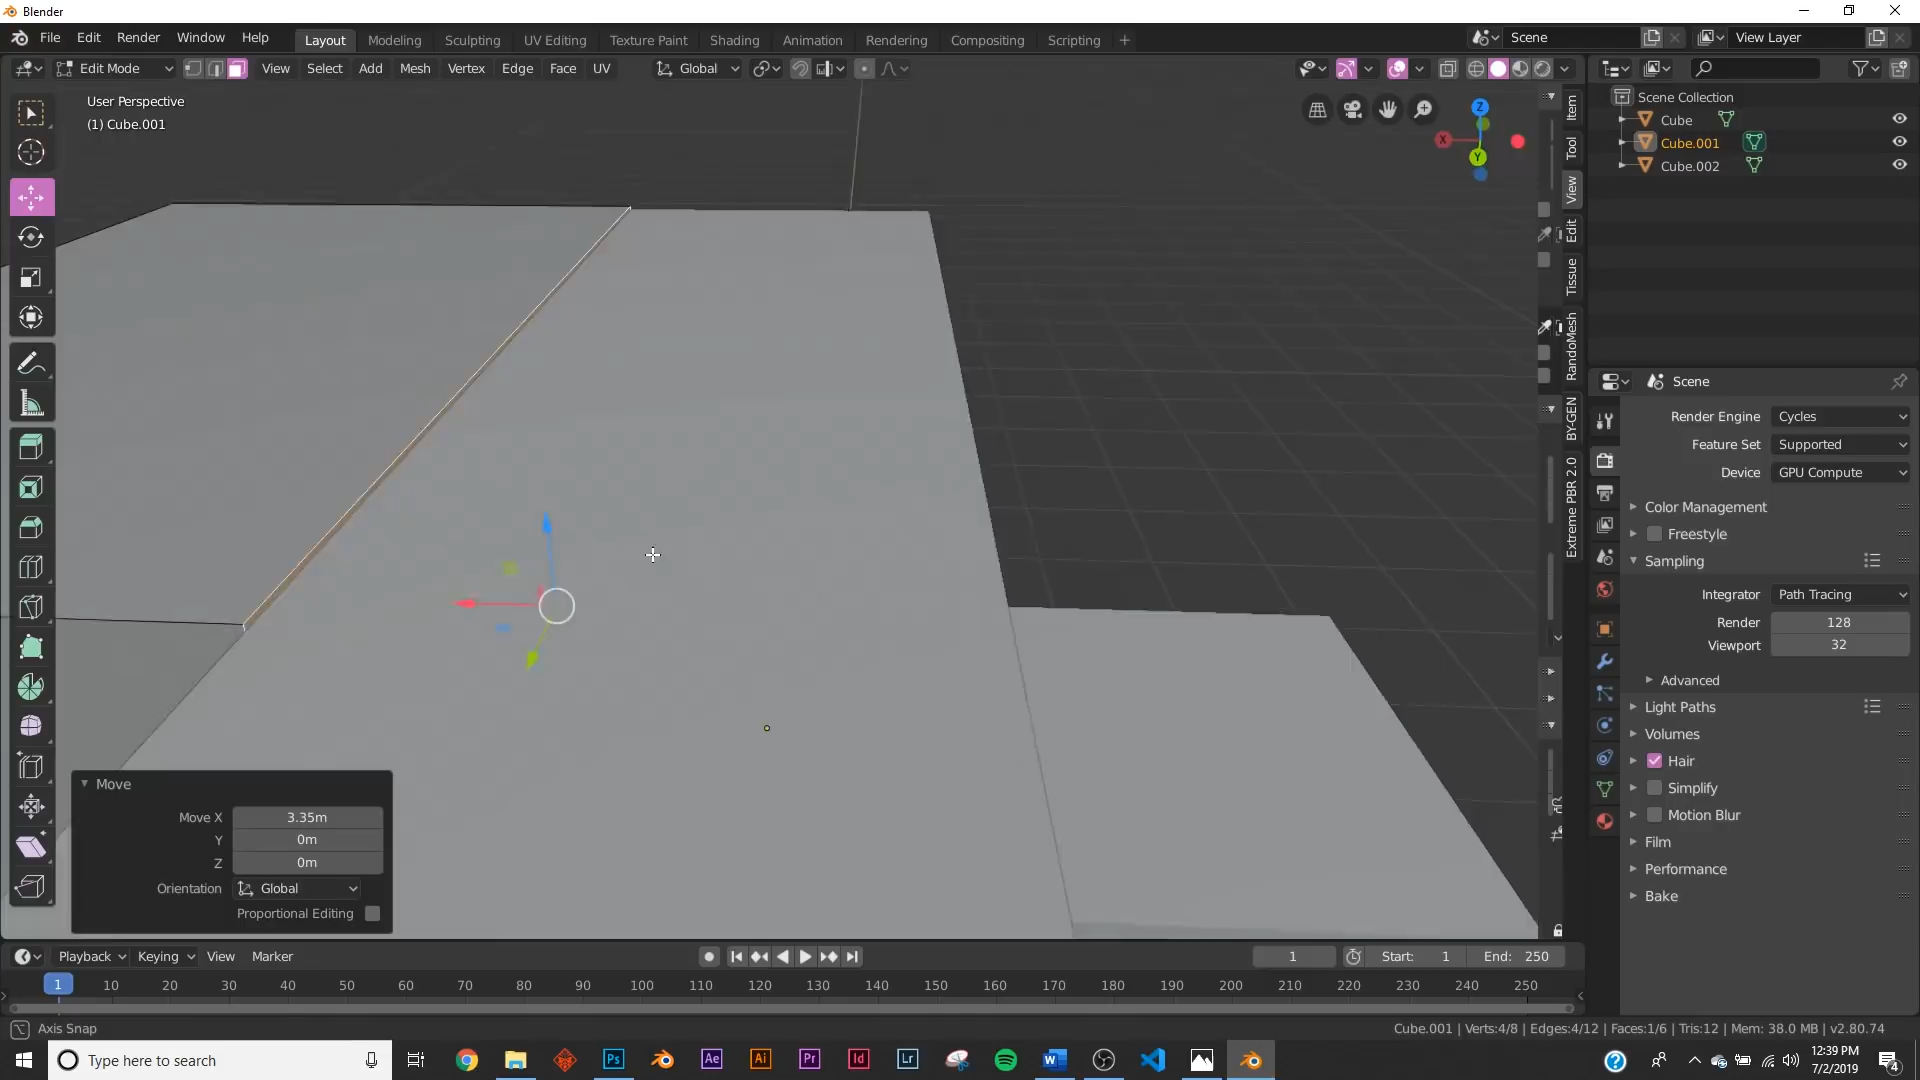 Blender
File Edit Render Window Help
Layout Modeling Sculpting UV Editing Texture Paint Shading Animation Rendering Compositing Scripting +
Scene
View Layer
Edit Mode View Select Add Mesh Vertex Edge Face UV
Global
User Perspective
(1) Cube.001
Z
X
Y
Item
Tool
View
Edit
Tissue
RandoMesh
BY-GEN
Extreme PBR 2.0
Scene Collection
Cube
Cube.001
Cube.002
Scene
Render Engine Cycles
Feature Set Supported
Device GPU Compute
Color Management
Freestyle
Sampling
Integrator Path Tracing
Render 128
Viewport 32
Advanced
Light Paths
Volumes
Hair
Simplify
Motion Blur
Film
Performance
Bake
Move
Move X 3.35m
Y 0m
Z 0m
Orientation Global
Proportional Editing
Playback Keying View Marker
1
Start: 1
End: 250
1 10 20 30 40 50 60 70 80 90 100 110 120 130 140 150 160 170 180 190 200 210 220 230 240 250
Axis Snap
Cube.001 | Verts:4/8 | Edges:4/12 | Faces:1/6 | Tris:12 | Mem: 38.0 MB | v2.80.74
Type here to search
Ps
Ae
Ai
Pr
Id
Lr
12:39 PM
7/2/2019
4